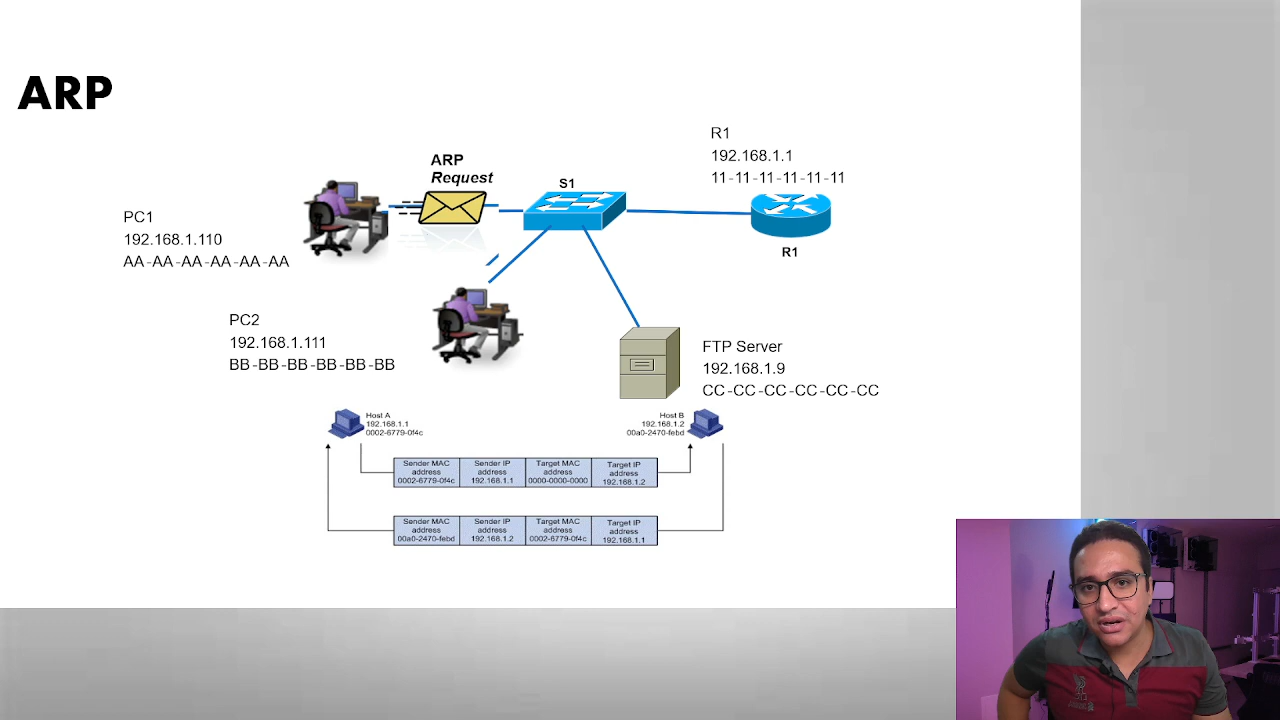 ARP
ARP
Request
S1
R1
192.168.1.1
11-11-11-11-11-11
R1
PC1
192.168.1.110
AA-AA-AA-AA-AA-AA
PC2
192.168.1.111
BB-BB-BB-BB-BB-BB
FTP Server
192.168.1.9
CC-CC-CC-CC-CC-CC
Host A
192.168.1.1
0002-6779-0f4c
Host B
192.168.1.2
00a0-2470-febd
Sender MAC address 0002-6779-0f4c
Sender IP address 192.168.1.1
Target MAC address 0000-0000-0000
Target IP address 192.168.1.2
Sender MAC address 00a0-2470-febd
Sender IP address 192.168.1.2
Target MAC address 0002-6779-0f4c
Target IP address 192.168.1.1